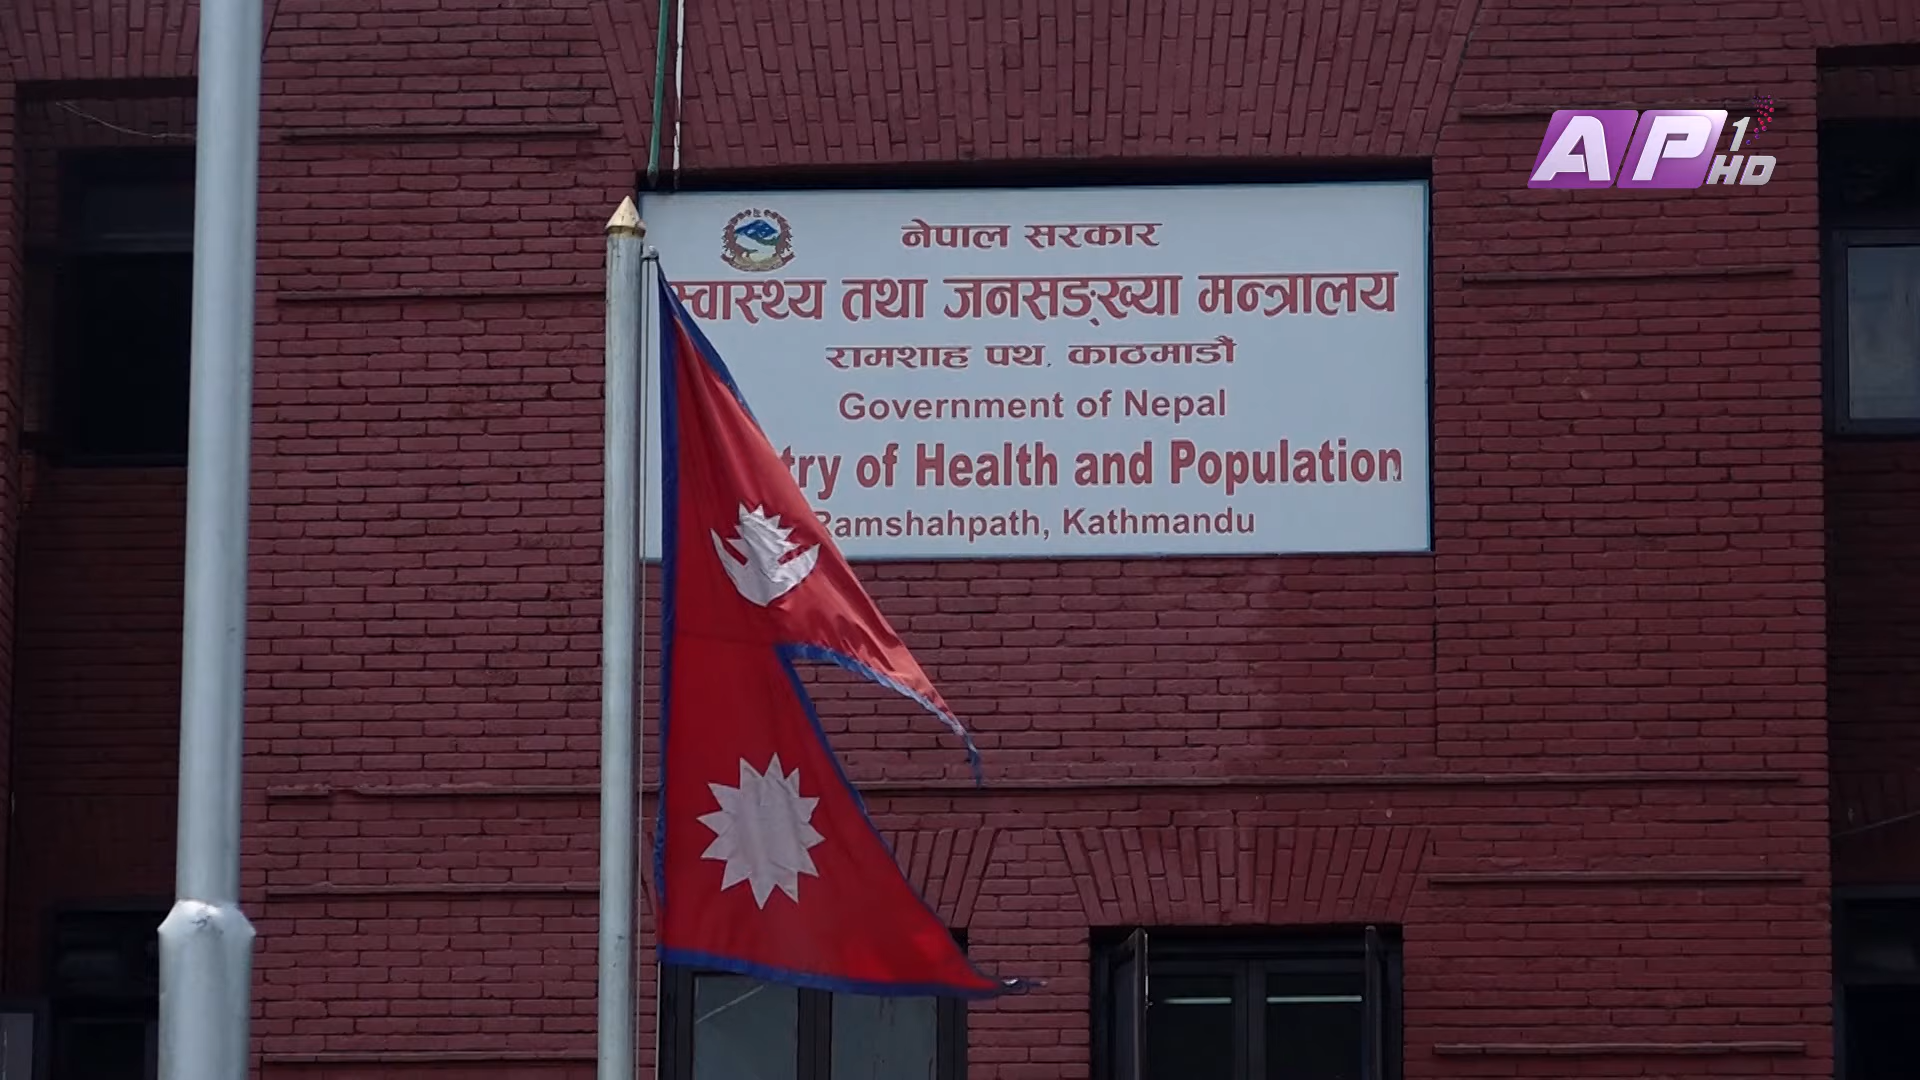 AP1 HD
नेपाल सरकार
स्वास्थ्य तथा जनसङ्ख्या मन्त्रालय
रामशाह पथ, काठमाडौं
Government of Nepal
of Health and Population
Ramshahpath, Kathmandu